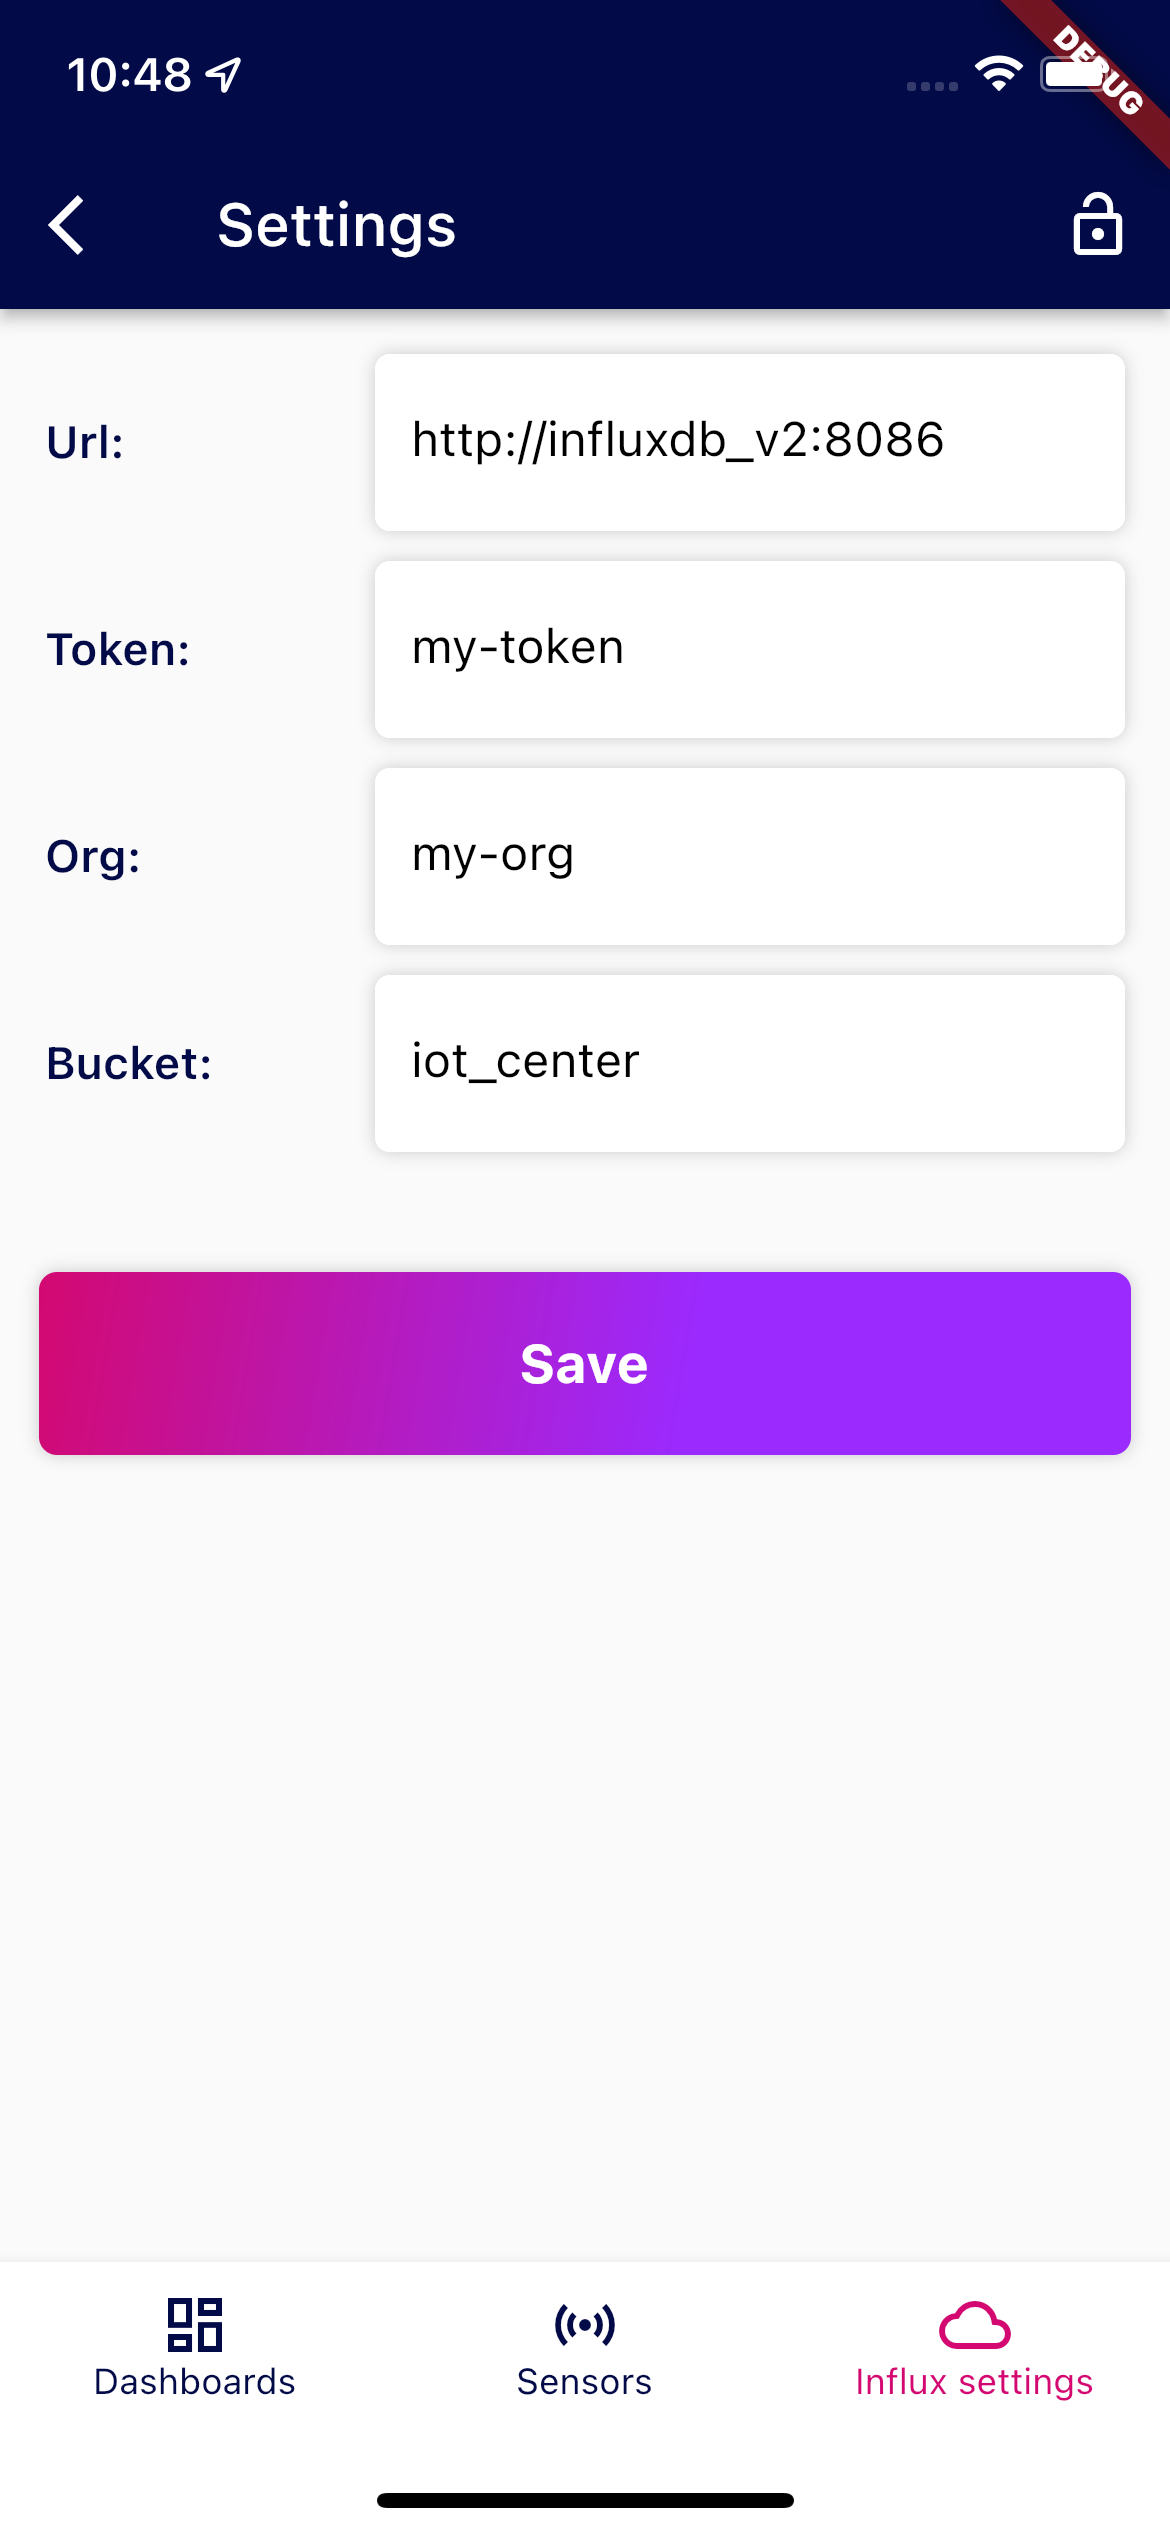 10:48
DEBUG
Settings
Url:
http://influxdb_v2:8086
Token:
my-token
Org:
my-org
Bucket:
iot_center
Save
Dashboards
Sensors
Influx settings